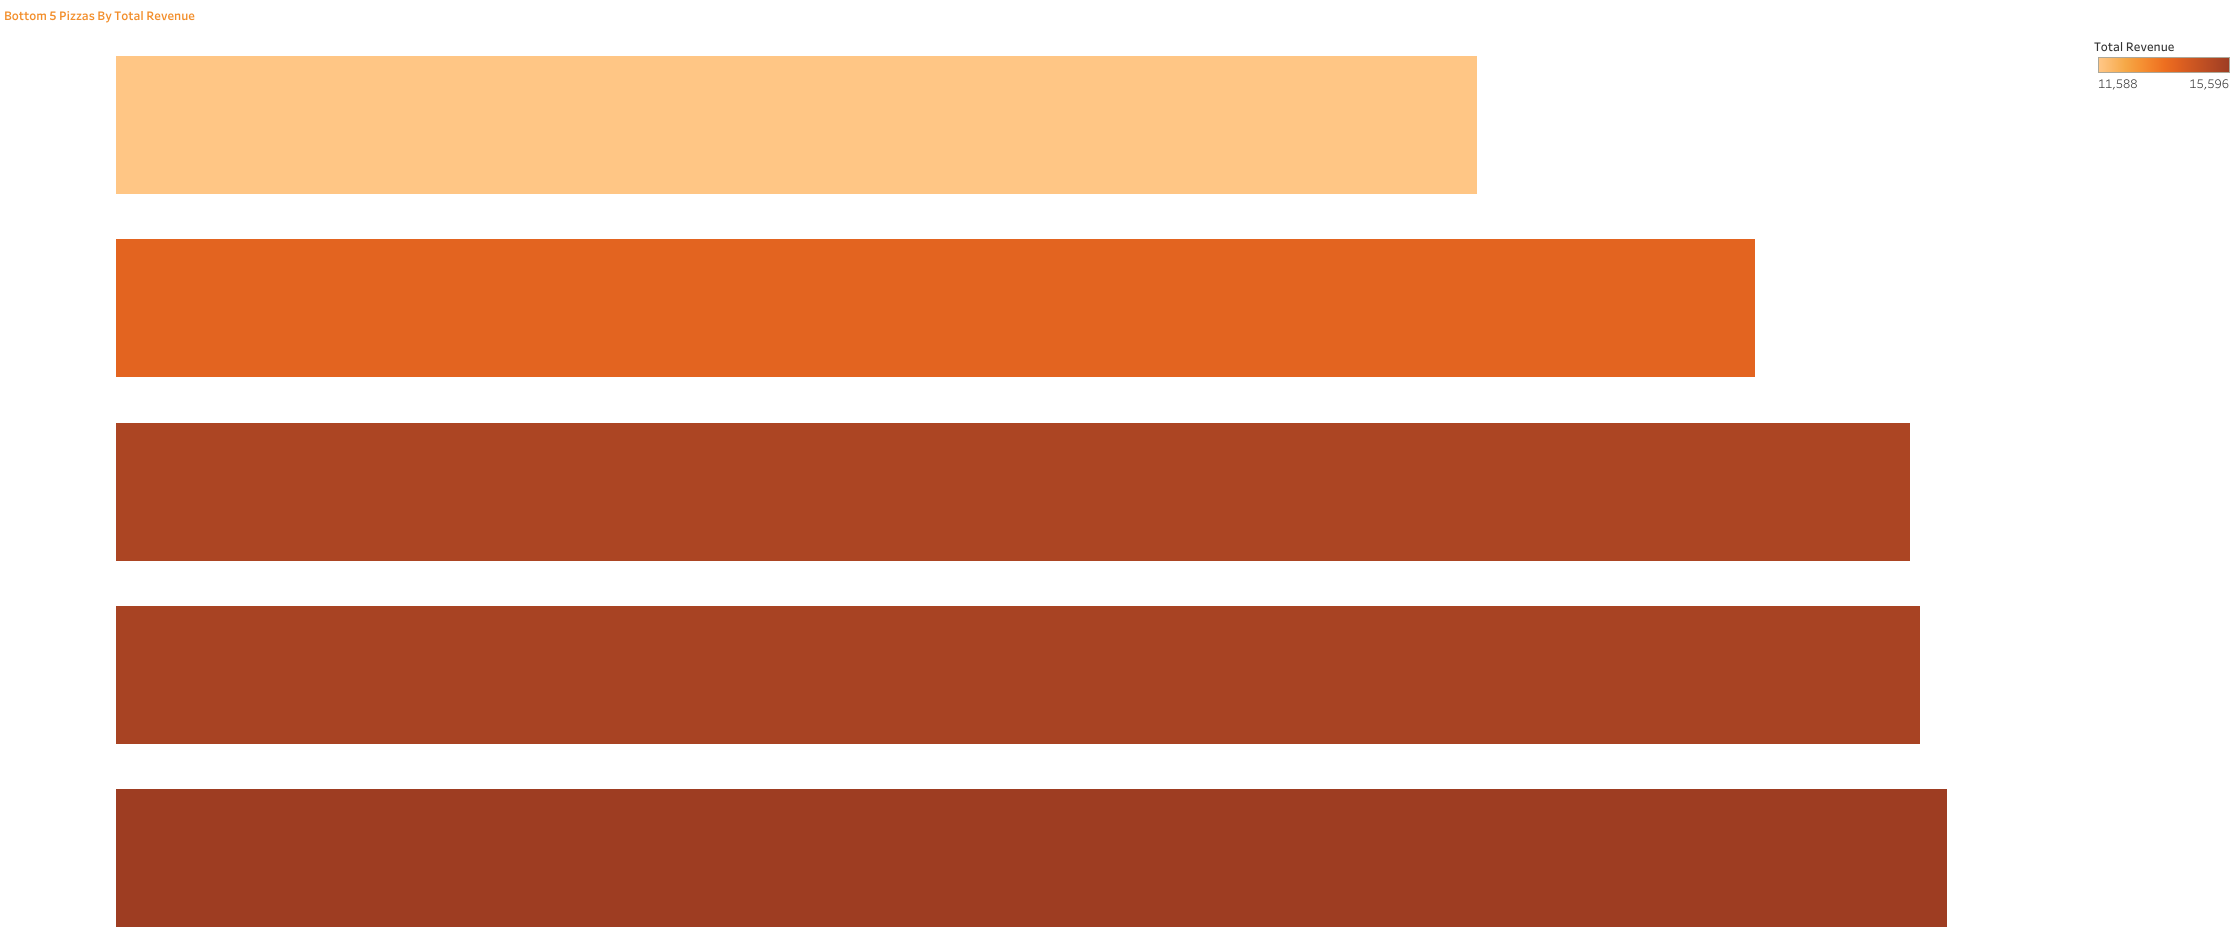 Bottom 5 Pizzas By Total Revenue
Total Revenue
11,588 15,596